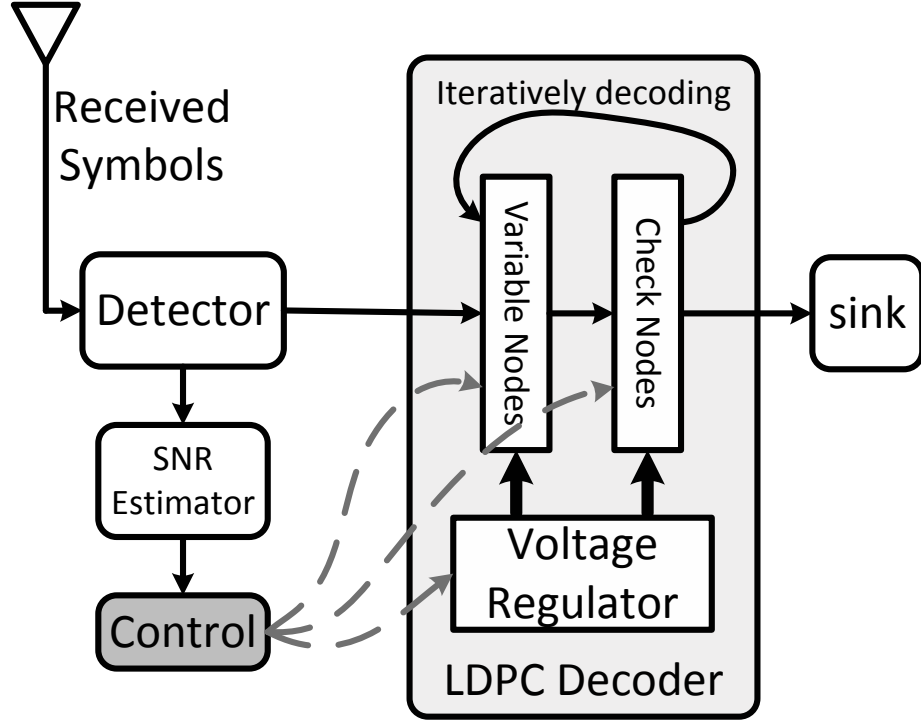 Received
Symbols
Iteratively decoding
Variable Nodes
Check Nodes
Detector
sink
SNR
Estimator
Control
Voltage
Regulator
LDPC Decoder